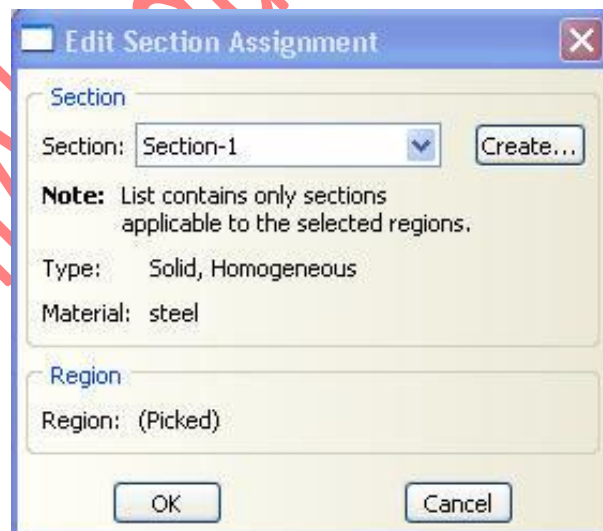 Edit Section Assignment
Section
Section: Section-1 Create...
Note: List contains only sections
applicable to the selected regions.
Type: Solid, Homogeneous
Material: steel
Region
Region: (Picked)
OK Cancel